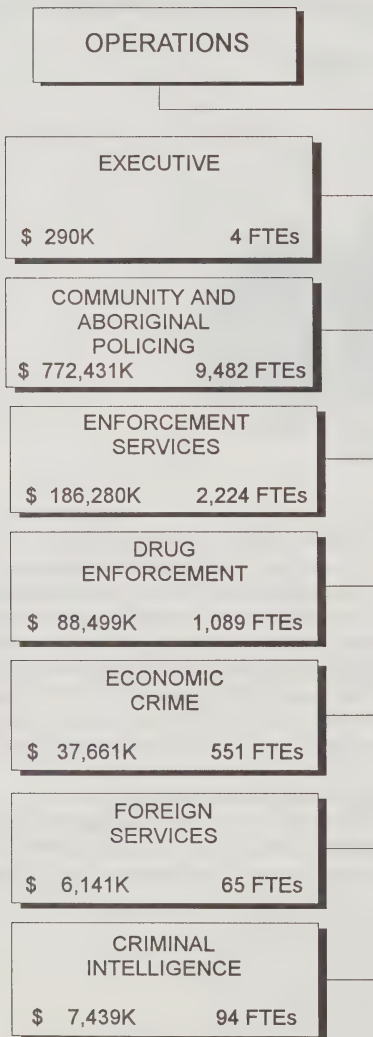 OPERATIONS
EXECUTIVE
$ 290K 4 FTEs
COMMUNITY AND
ABORIGINAL
POLICING
$ 772,431K 9,482 FTEs
ENFORCEMENT
SERVICES
$ 186,280K 2,224 FTEs
DRUG
ENFORCEMENT
$ 88,499K 1,089 FTEs
ECONOMIC
CRIME
$ 37,661K 551 FTEs
FOREIGN
SERVICES
$ 6,141K 65 FTEs
CRIMINAL
INTELLIGENCE
$ 7,439K 94 FTEs